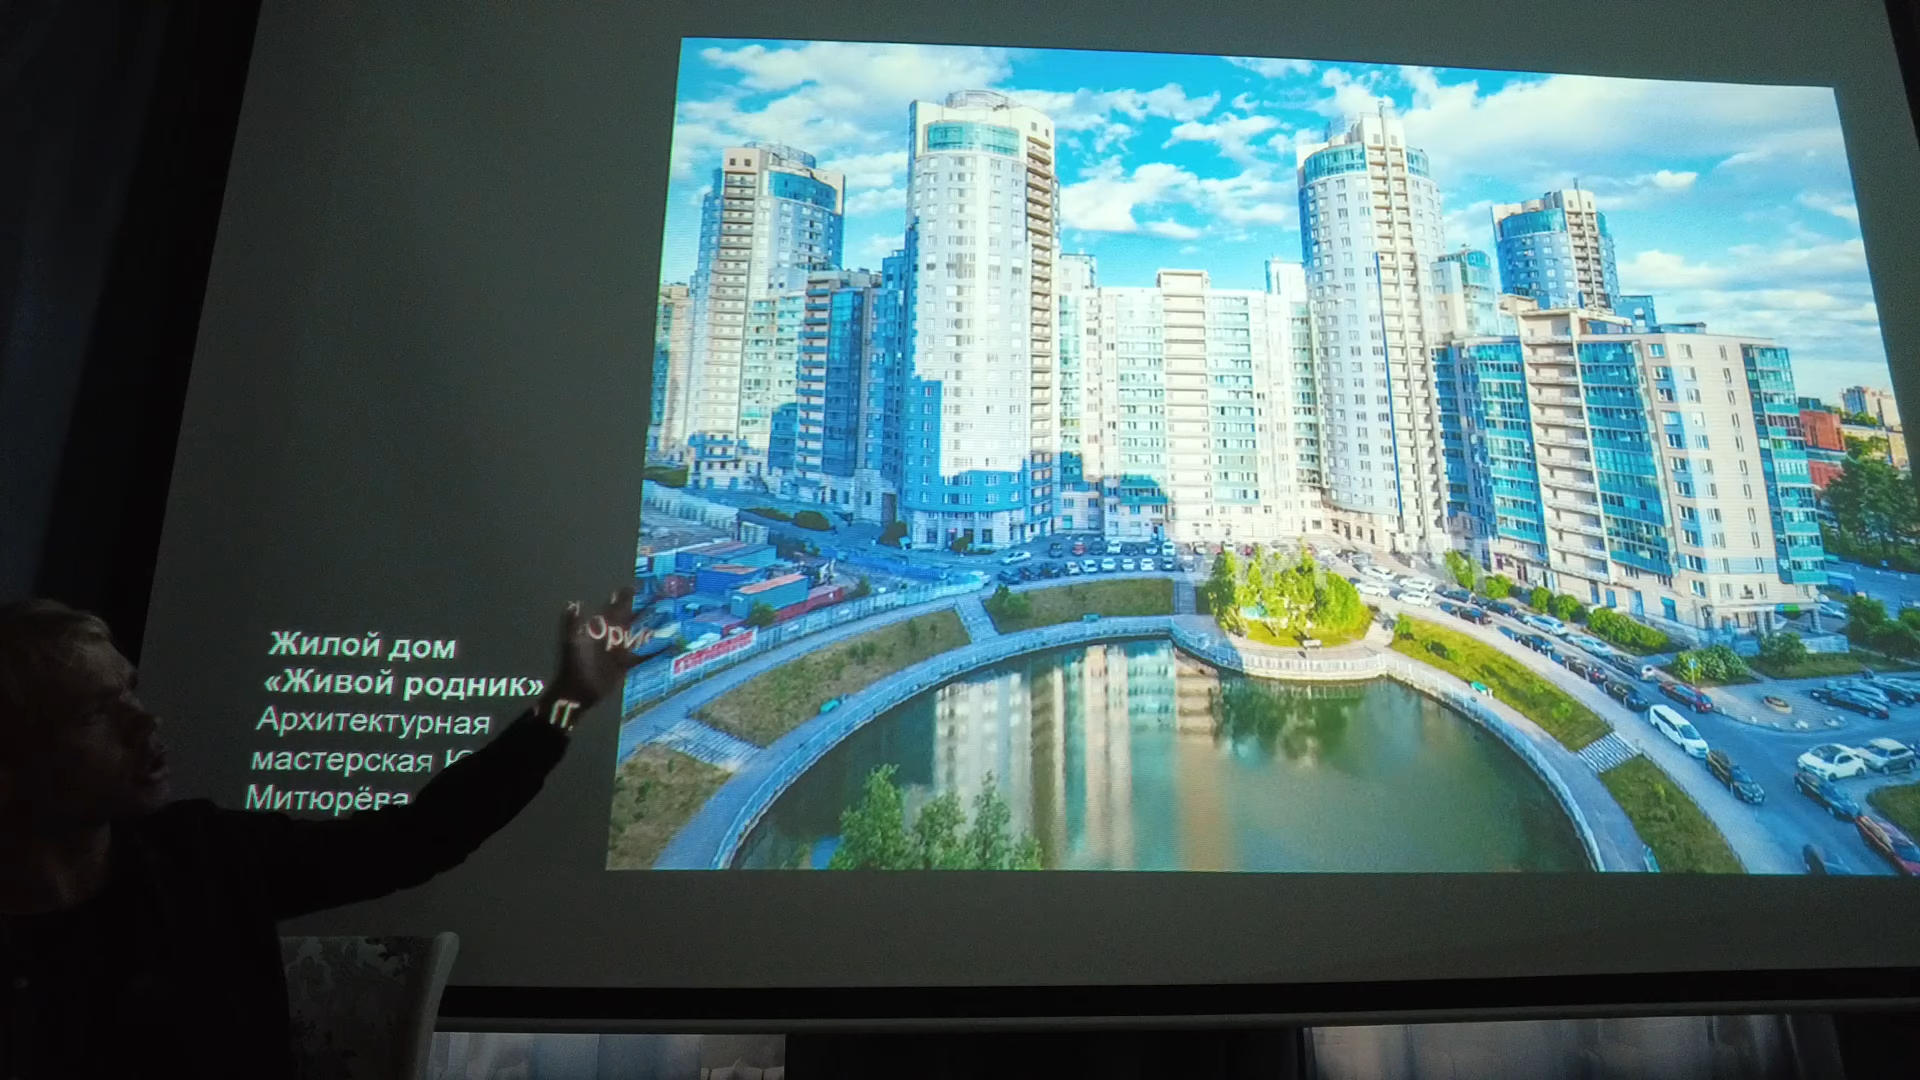 Жилой дом
«Живой родник»
Архитектурная
мастерская
Митюрёва